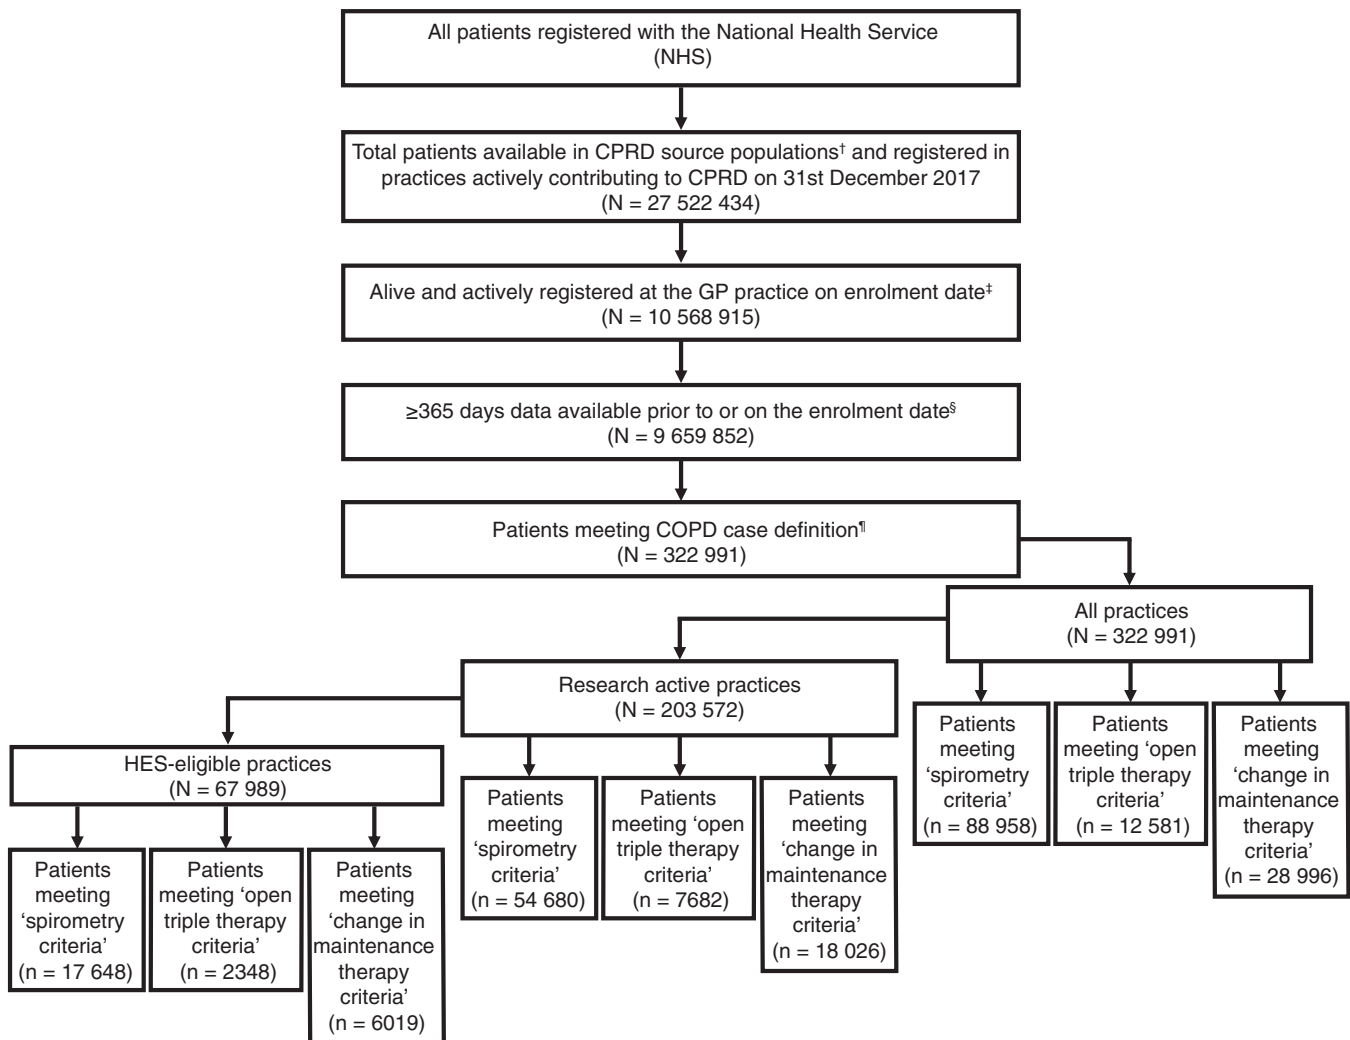 All patients registered with the National Health Service
(NHS)
Total patients available in CPRD source populations† and registered in
practices actively contributing to CPRD on 31st December 2017
(N = 27 522 434)
Alive and actively registered at the GP practice on enrolment date‡
(N = 10 568 915)
≥365 days data available prior to or on the enrolment date§
(N = 9 659 852)
Patients meeting COPD case definition¶
(N = 322 991)
All practices
(N = 322 991)
Research active practices
(N = 203 572)
HES-eligible practices
(N = 67 989)
Patients
meeting
‘spirometry
criteria’
(n = 88 958)
Patients
meeting ‘open
triple therapy
criteria’
(n = 12 581)
Patients
meeting
‘change in
maintenance
therapy
criteria’
(n = 28 996)
Patients
meeting
‘spirometry
criteria’
(n = 54 680)
Patients
meeting ‘open
triple therapy
criteria’
(n = 7682)
Patients
meeting
‘change in
maintenance
therapy
criteria’
(n = 18 026)
Patients
meeting
‘spirometry
criteria’
(n = 17 648)
Patients
meeting ‘open
triple therapy
criteria’
(n = 2348)
Patients
meeting
‘change in
maintenance
therapy
criteria’
(n = 6019)